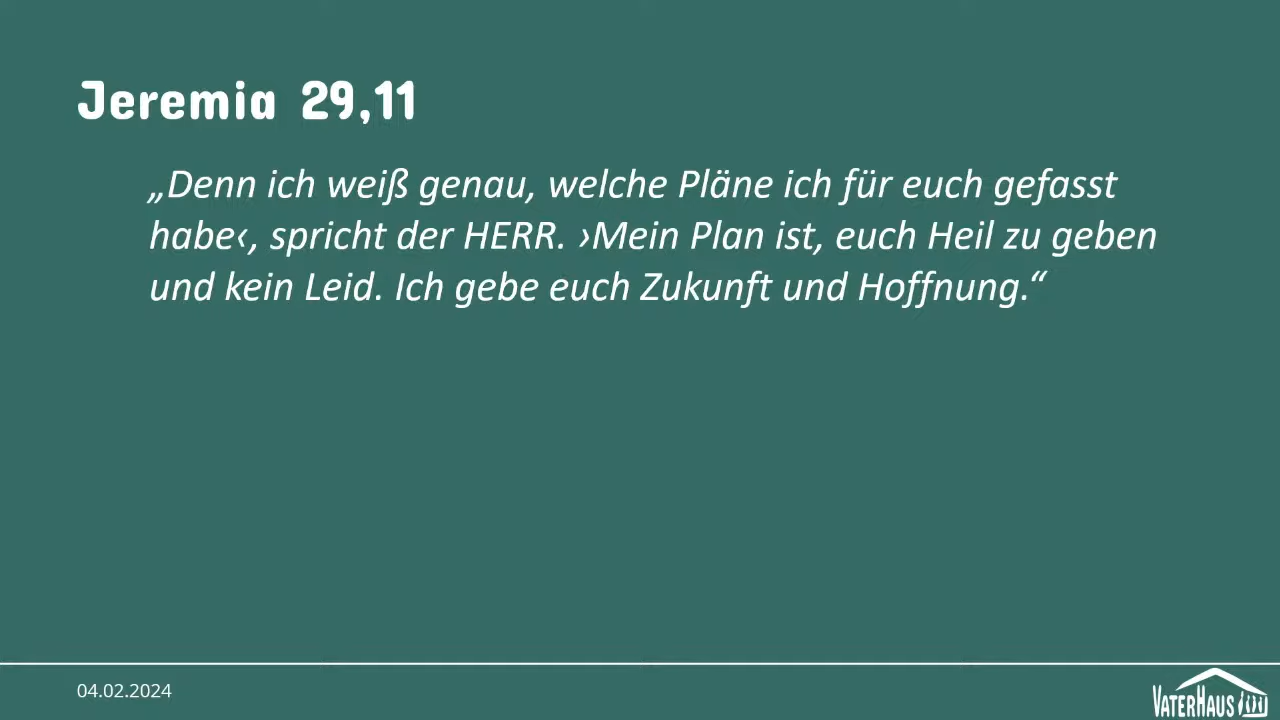 Jeremia 29,11
„Denn ich weiß genau, welche Pläne ich für euch gefasst
habe‹, spricht der HERR. ›Mein Plan ist, euch Heil zu geben
und kein Leid. Ich gebe euch Zukunft und Hoffnung.“
04.02.2024
VATERHAUS